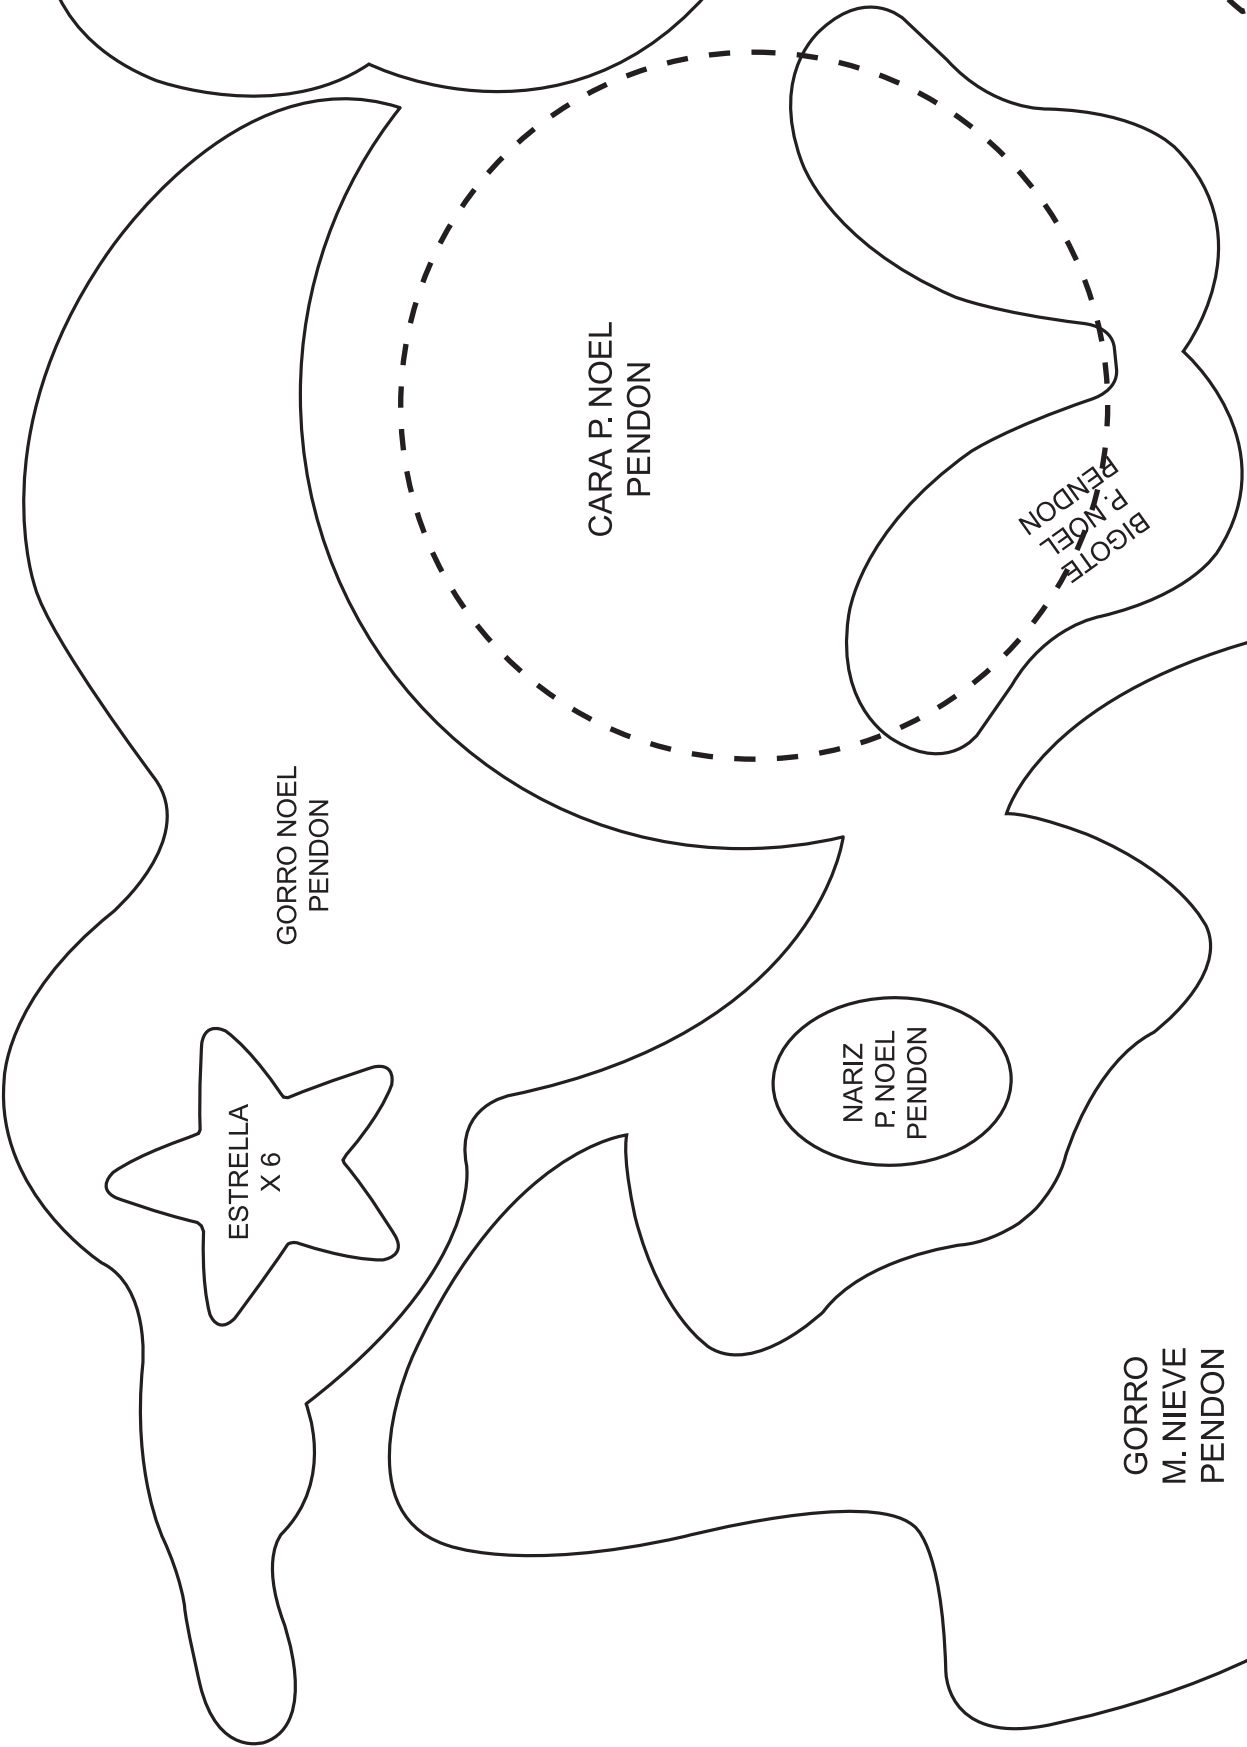 CARA P. NOEL
PENDON
BIGOTE
P. NOEL
PENDON
GORRO NOEL
PENDON
NARIZ
P. NOEL
PENDON
ESTRELLA
X 6
GORRO
M. NIEVE
PENDON